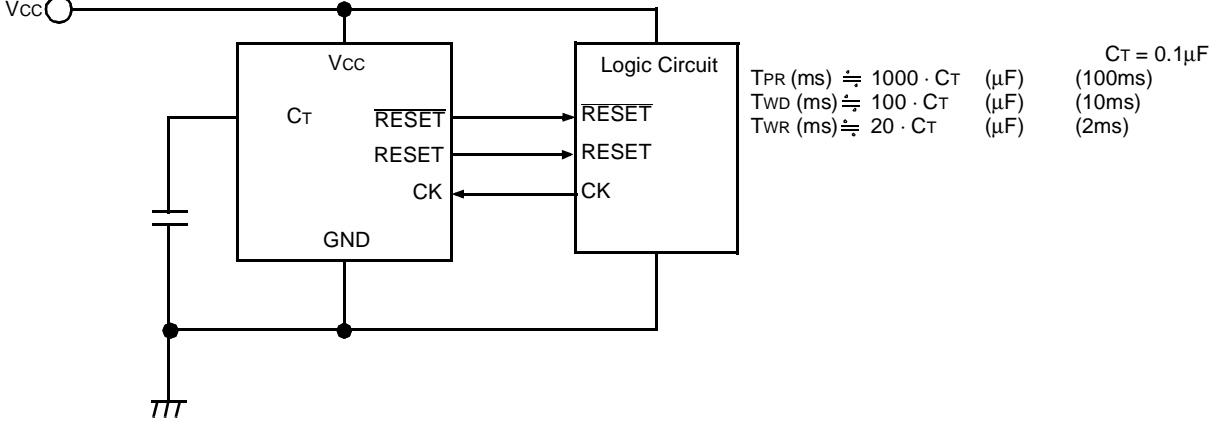 VCC
VCC
CT
RESET
RESET
CK
GND
Logic Circuit
RESET
RESET
CK
CT = 0.1μF
TPR (ms) ≒ 1000 · CT (μF) (100ms)
TWD (ms) ≒ 100 · CT (μF) (10ms)
TWR (ms) ≒ 20 · CT (μF) (2ms)